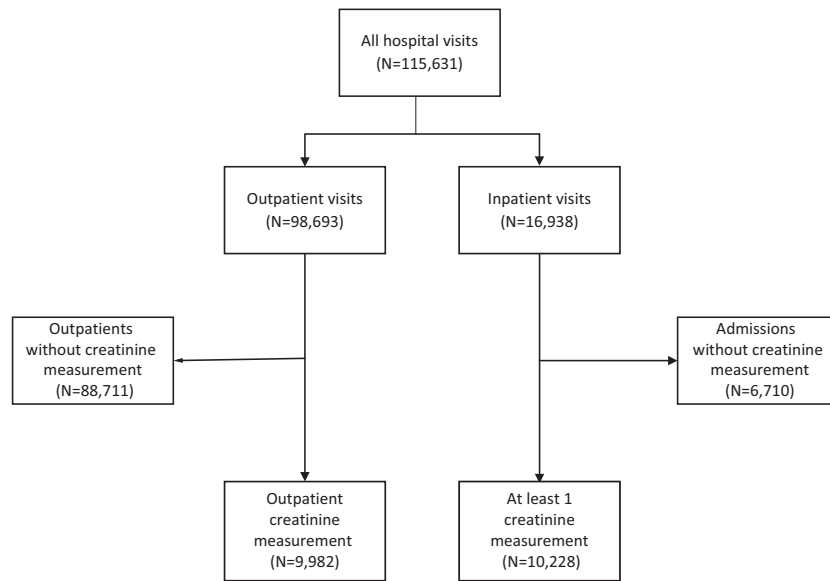 All hospital visits
(N=115,631)
Outpatient visits
(N=98,693)
Inpatient visits
(N=16,938)
Outpatients
without creatinine
measurement
(N=88,711)
Admissions
without creatinine
measurement
(N=6,710)
Outpatient
creatinine
measurement
(N=9,982)
At least 1
creatinine
measurement
(N=10,228)